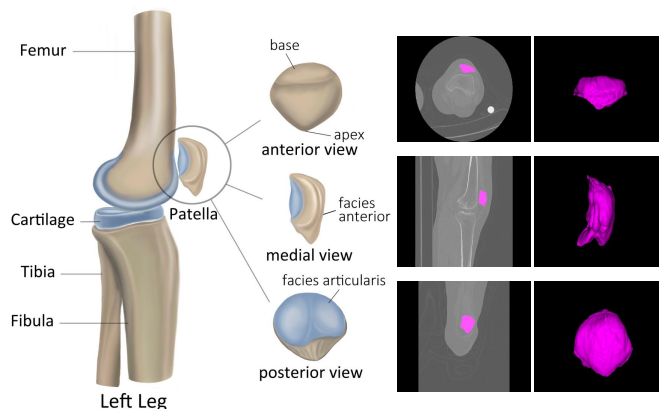 Femur
Cartilage
Tibia
Fibula
Left Leg
Patella
base
apex
anterior view
facies
anterior
medial view
facies articularis
posterior view